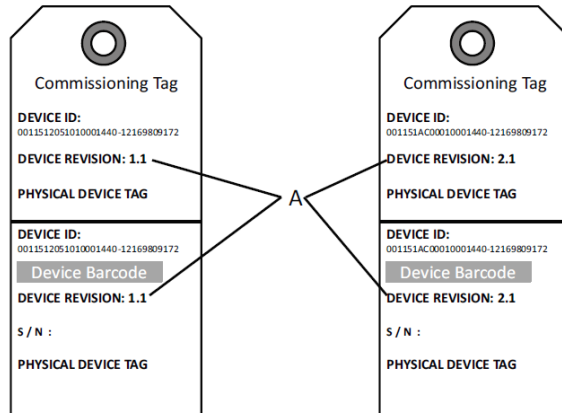 Commissioning Tag
DEVICE ID:
0011512051010001440-12169809172
DEVICE REVISION: 1.1
PHYSICAL DEVICE TAG
DEVICE ID:
0011512051010001440-12169809172
Device Barcode
DEVICE REVISION: 1.1
S / N :
PHYSICAL DEVICE TAG
A
Commissioning Tag
DEVICE ID:
001151AC00010001440-12169809172
DEVICE REVISION: 2.1
PHYSICAL DEVICE TAG
DEVICE ID:
001151AC00010001440-12169809172
Device Barcode
DEVICE REVISION: 2.1
S / N :
PHYSICAL DEVICE TAG